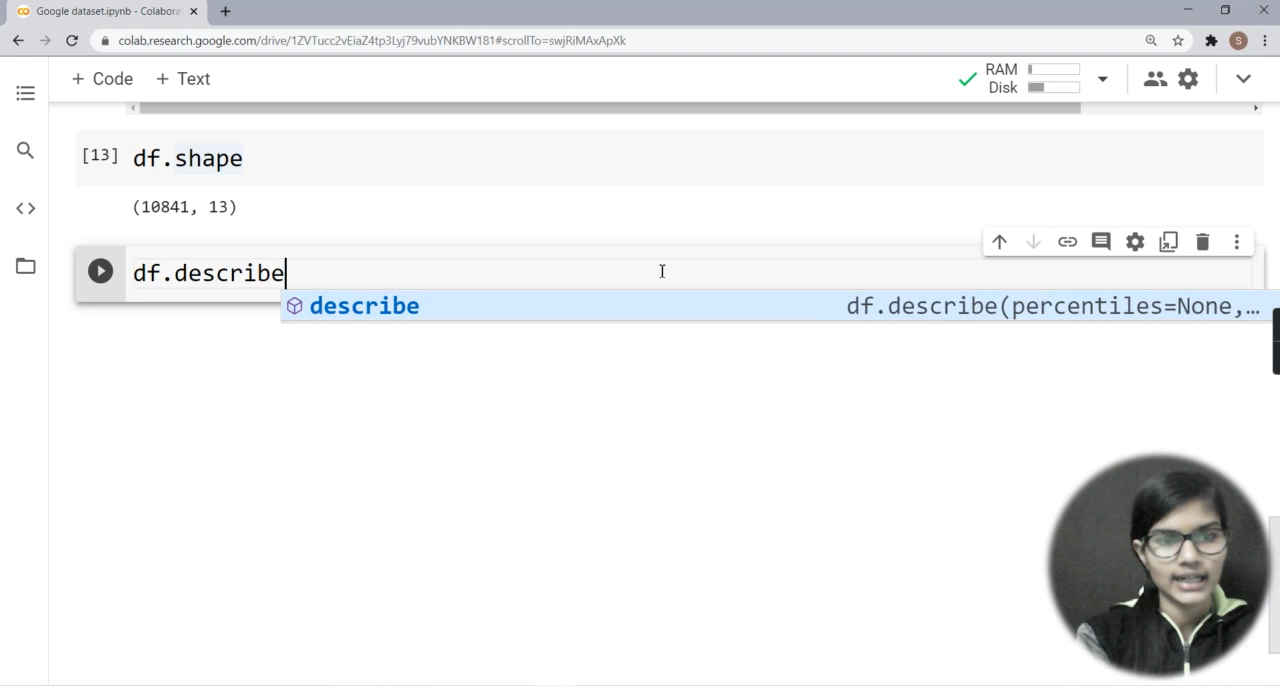 Google dataset.ipynb - Colabora
colab.research.google.com/drive/1ZVTucc2vEiaZ4tp3Lyj79vubYNKBW181#scrollTo=swjRiMAxApXk
S
+ Code + Text
RAM
Disk
[13] df.shape
(10841, 13)
df.describe
describe df.describe(percentiles=None,…